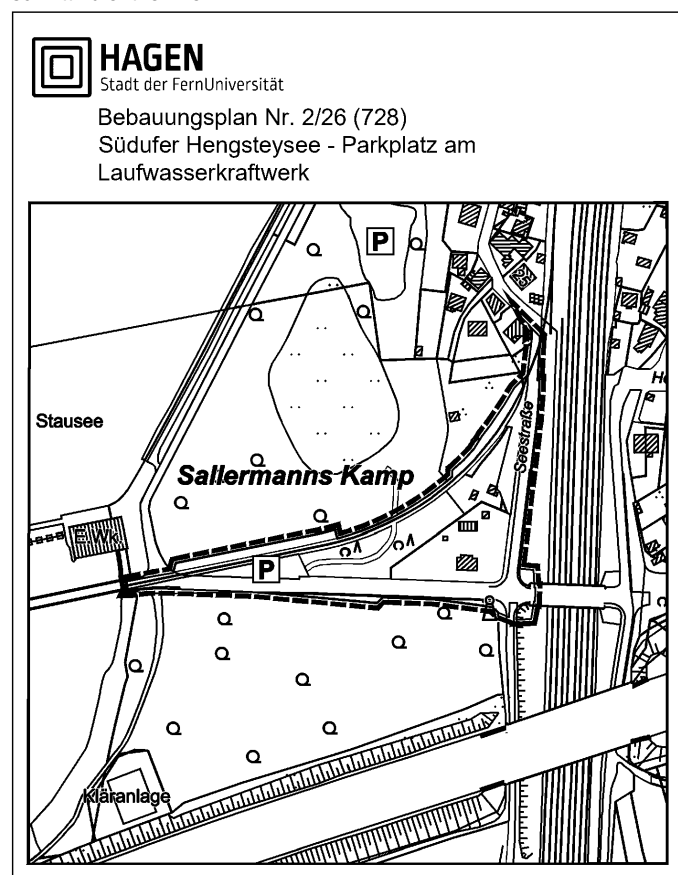 HAGEN
Stadt der FernUniversität
Bebauungsplan Nr. 2/26 (728)
Südufer Hengsteysee - Parkplatz am
Laufwasserkraftwerk
P
Stausee
Seestraße
Sallermanns Kamp
E.Wk.
P
Kläranlage